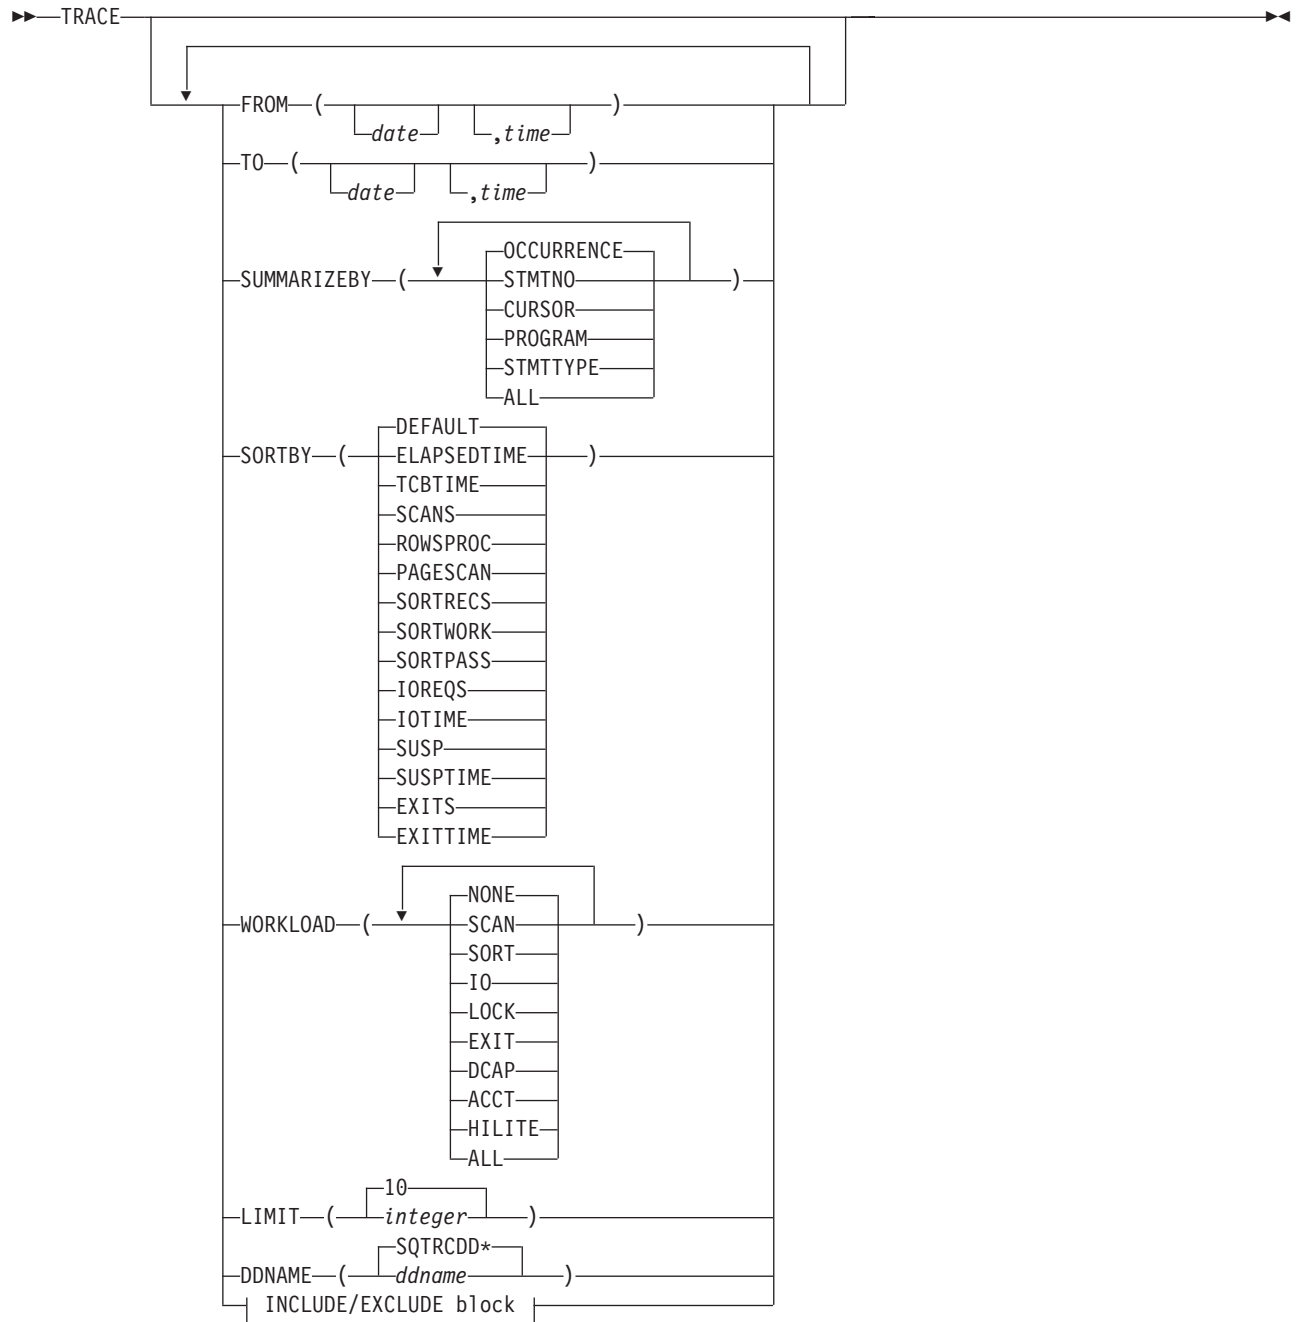 TRACE
FROM ( date ,time )
TO ( date ,time )
OCCURRENCE
SUMMARIZEBY ( STMTNO )
CURSOR
PROGRAM
STMTTYPE
ALL
DEFAULT
SORTBY ( ELAPSEDTIME )
TCBTIME
SCANS
ROWSPROC
PAGESCAN
SORTRECS
SORTWORK
SORTPASS
IOREQS
IOTIME
SUSP
SUSPTIME
EXITS
EXITTIME
NONE
WORKLOAD ( SCAN )
SORT
IO
LOCK
EXIT
DCAP
ACCT
HILITE
ALL
10
LIMIT ( integer )
SQTRCDD*
DDNAME ( ddname )
INCLUDE/EXCLUDE block